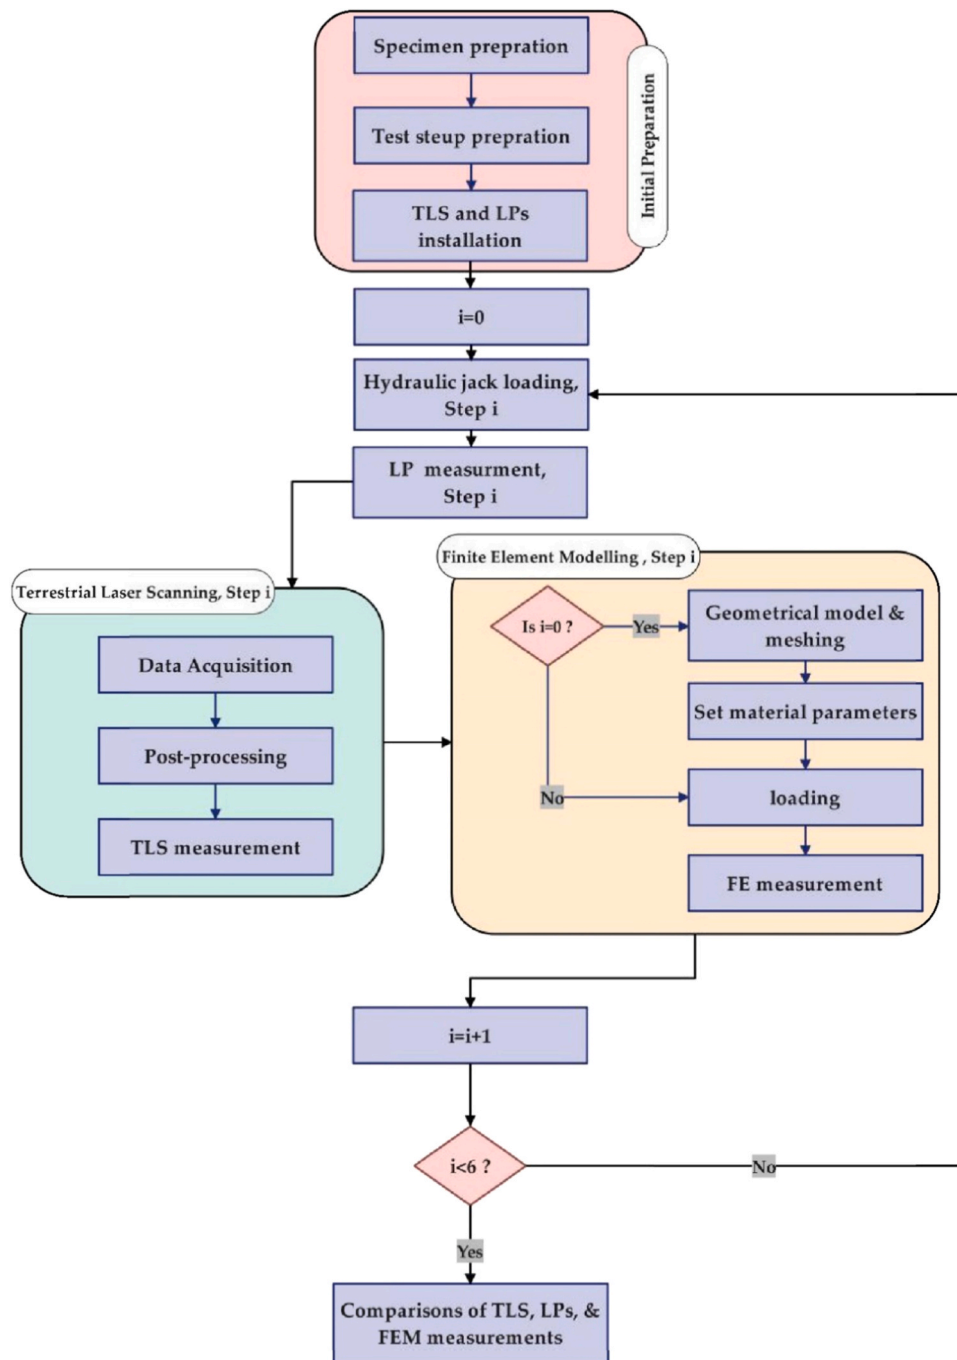 Specimen prepration
Test steup prepration
TLS and LPs
installation
Initial Preparation
i=0
Hydraulic jack loading,
Step i
LP measurment,
Step i
Terrestrial Laser Scanning, Step i
Data Acquisition
Post-processing
TLS measurement
Finite Element Modelling , Step i
Is i=0 ?
Yes
Geometrical model &
meshing
Set material parameters
No
loading
FE measurement
i=i+1
i<6 ?
No
Yes
Comparisons of TLS, LPs, &
FEM measurements